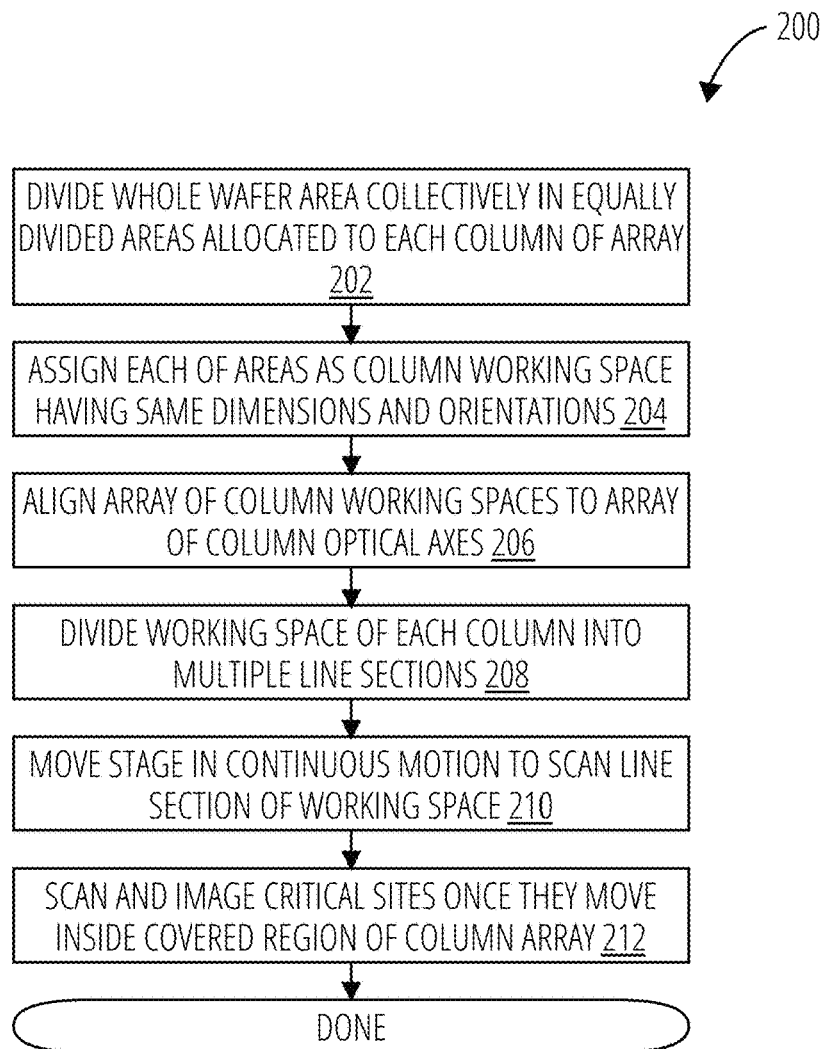 200
DIVIDE WHOLE WAFER AREA COLLECTIVELY IN EQUALLY
DIVIDED AREAS ALLOCATED TO EACH COLUMN OF ARRAY
202
ASSIGN EACH OF AREAS AS COLUMN WORKING SPACE
HAVING SAME DIMENSIONS AND ORIENTATIONS 204
ALIGN ARRAY OF COLUMN WORKING SPACES TO ARRAY
OF COLUMN OPTICAL AXES 206
DIVIDE WORKING SPACE OF EACH COLUMN INTO
MULTIPLE LINE SECTIONS 208
MOVE STAGE IN CONTINUOUS MOTION TO SCAN LINE
SECTION OF WORKING SPACE 210
SCAN AND IMAGE CRITICAL SITES ONCE THEY MOVE
INSIDE COVERED REGION OF COLUMN ARRAY 212
DONE